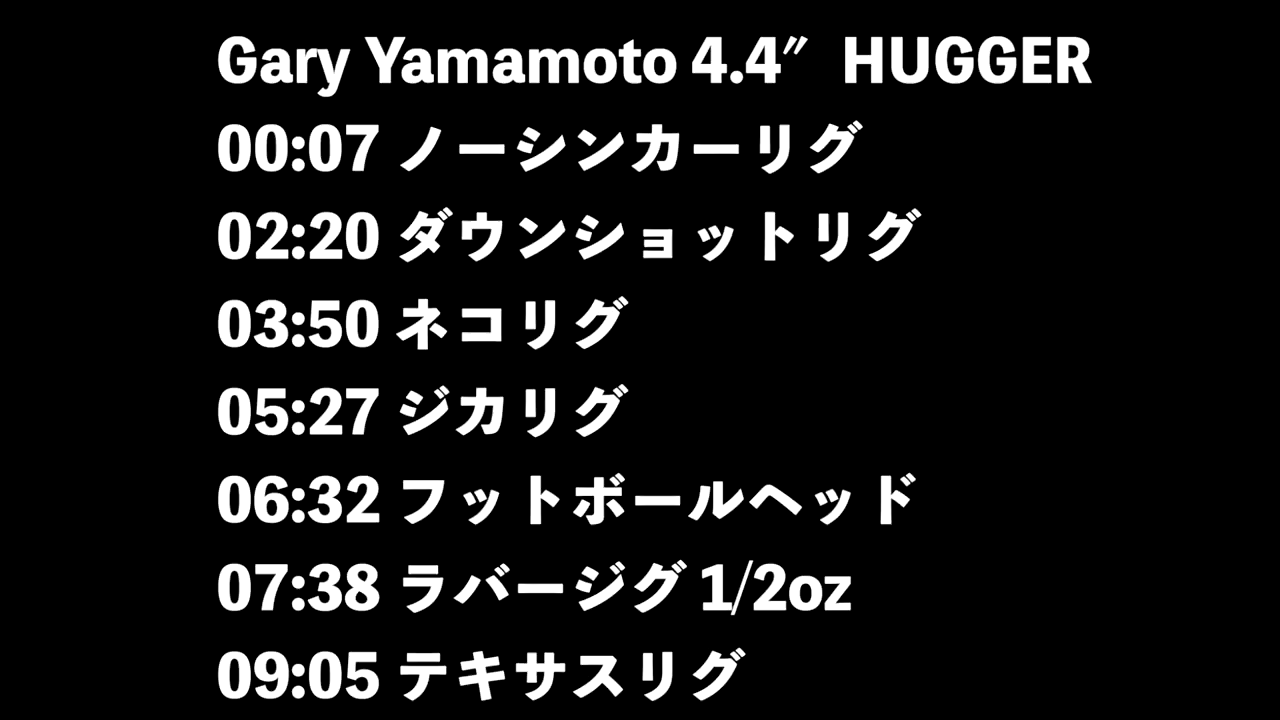 Gary Yamamoto 4.4″ HUGGER
00:07 ノーシンカーリグ
02:20 ダウンショットリグ
03:50 ネコリグ
05:27 ジカリグ
06:32 フットボールヘッド
07:38 ラバージグ 1/2oz
09:05 テキサスリグ